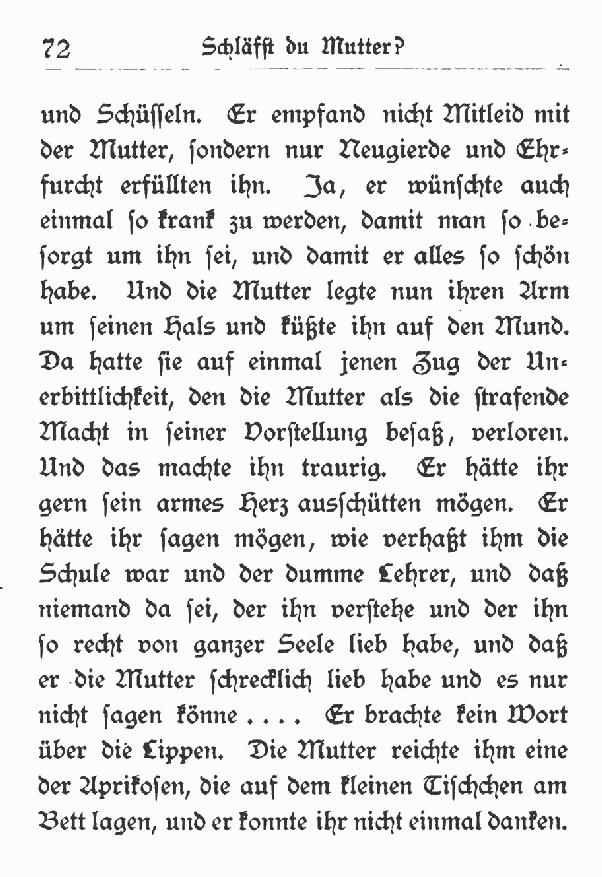 72 Schläfſt du Mutter?
und Schüſſeln. Er empfand nicht Mitleid mit
der Mutter, ſondern nur Neugierde und Ehr⸗
furcht erfüllten ihn. Ja, er wünſchte auch
einmal ſo krank zu werden, damit man ſo be⸗
ſorgt um ihn ſei, und damit er alles ſo ſchön
habe. Und die Mutter legte nun ihren Arm
um ſeinen Hals und küßte ihn auf den Mund.
Da hatte ſie auf einmal jenen Zug der Un⸗
erbittlichkeit, den die Mutter als die ſtrafende
Macht in ſeiner Vorſtellung beſaß, verloren.
Und das machte ihn traurig. Er hätte ihr
gern ſein armes Herz ausſchütten mögen. Er
hätte ihr ſagen mögen, wie verhaßt ihm die
Schule war und der dumme Lehrer, und daß
niemand da ſei, der ihn verſtehe und der ihn
ſo recht von ganzer Seele lieb habe, und daß
er die Mutter ſchrecklich lieb habe und es nur
nicht ſagen könne . . . . Er brachte kein Wort
über die Lippen. Die Mutter reichte ihm eine
der Aprikoſen, die auf dem kleinen Tiſchchen am
Bett lagen, und er konnte ihr nicht einmal danken.